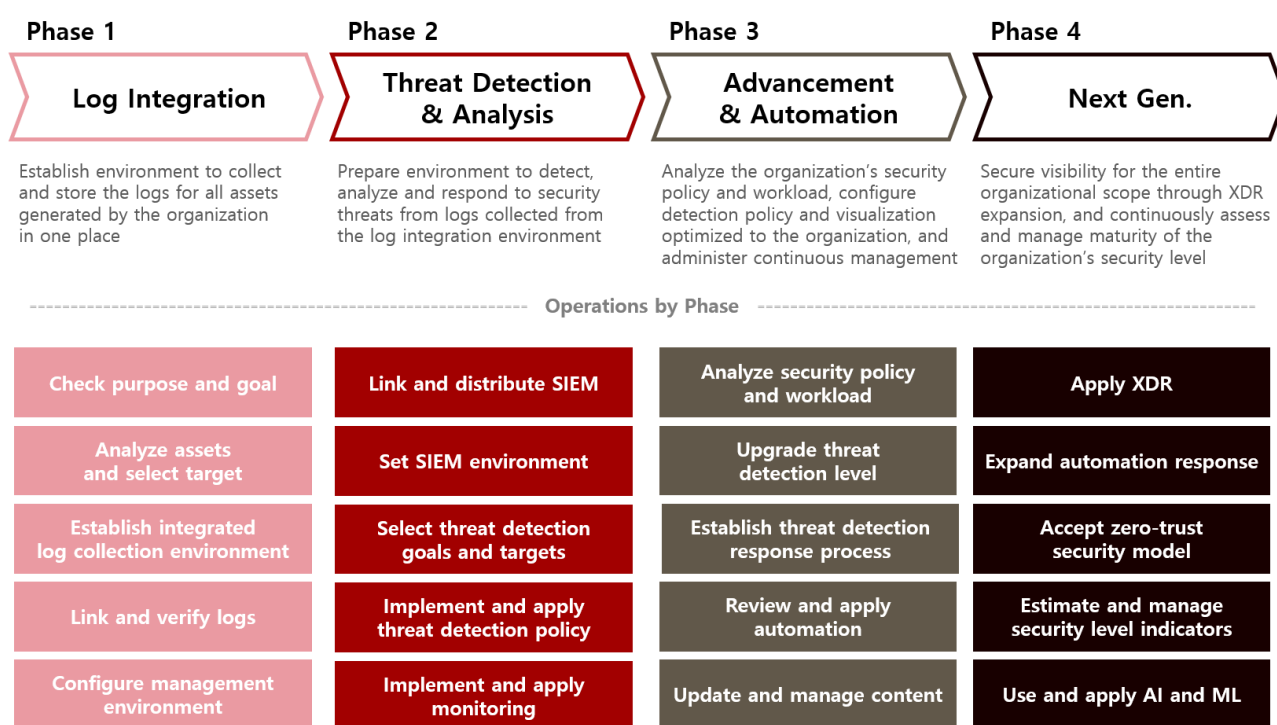 Phase 1
Phase 2
Phase 3
Phase 4
Log Integration
Threat Detection
& Analysis
Advancement
& Automation
Next Gen.
Establish environment to collect
and store the logs for all assets
generated by the organization
in one place
Prepare environment to detect,
analyze and respond to security
threats from logs collected from
the log integration environment
Analyze the organization’s security
policy and workload, configure
detection policy and visualization
optimized to the organization, and
administer continuous management
Secure visibility for the entire
organizational scope through XDR
expansion, and continuously assess
and manage maturity of the
organization’s security level
Operations by Phase
Check purpose and goal
Analyze assets
and select target
Establish integrated
log collection environment
Link and verify logs
Configure management
environment
Link and distribute SIEM
Set SIEM environment
Select threat detection
goals and targets
Implement and apply
threat detection policy
Implement and apply
monitoring
Analyze security policy
and workload
Upgrade threat
detection level
Establish threat detection
response process
Review and apply
automation
Update and manage content
Apply XDR
Expand automation response
Accept zero-trust
security model
Estimate and manage
security level indicators
Use and apply AI and ML